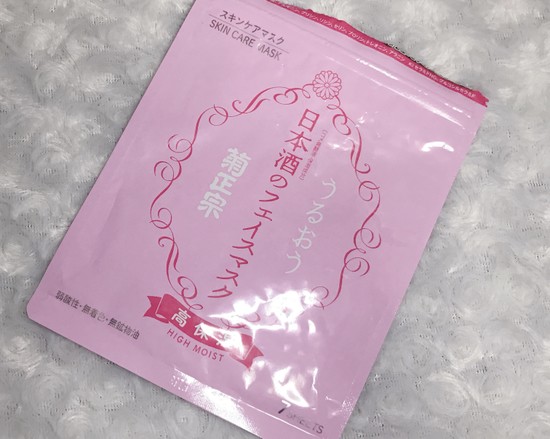 スキンケアマスク
SKIN CARE MASK
うるおう
日本酒のフェイスマスク
菊正宗
高保
HIGH MOIST
弱酸性・無着色・無鉱物油
7